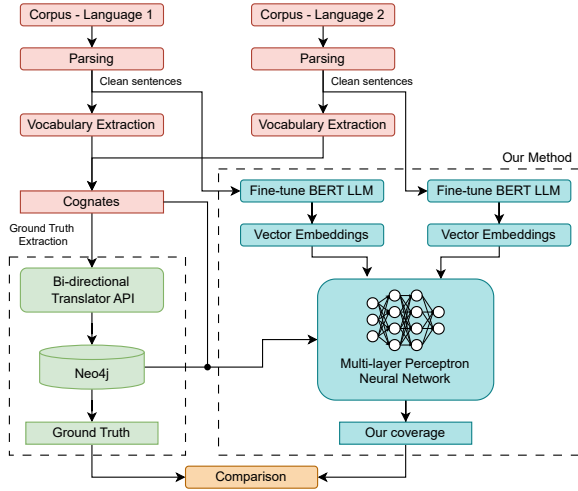 Corpus - Language 1
Corpus - Language 2
Parsing
Parsing
Clean sentences
Clean sentences
Vocabulary Extraction
Vocabulary Extraction
Our Method
Cognates
Fine-tune BERT LLM
Fine-tune BERT LLM
Ground Truth
Extraction
Vector Embeddings
Vector Embeddings
Bi-directional
Translator API
Neo4j
Multi-layer Perceptron
Neural Network
Ground Truth
Our coverage
Comparison